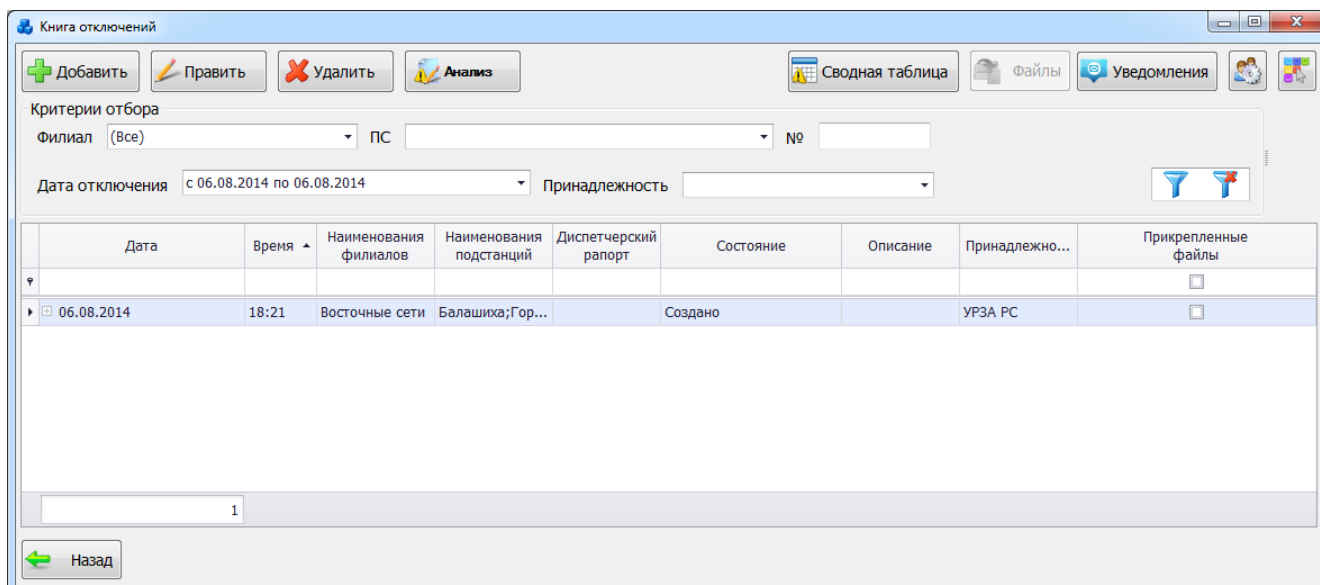 Книга отключений
Добавить Править Удалить Анализ Сводная таблица Файлы Уведомления
Критерии отбора
Филиал (Все) ПС №
Дата отключения с 06.08.2014 по 06.08.2014 Принадлежность
Дата Время Наименования филиалов Наименования подстанций Диспетчерский рапорт Состояние Описание Принадлежно... Прикрепленные файлы
06.08.2014 18:21 Восточные сети Балашиха;Гор... Создано УРЗА РС
1
Назад